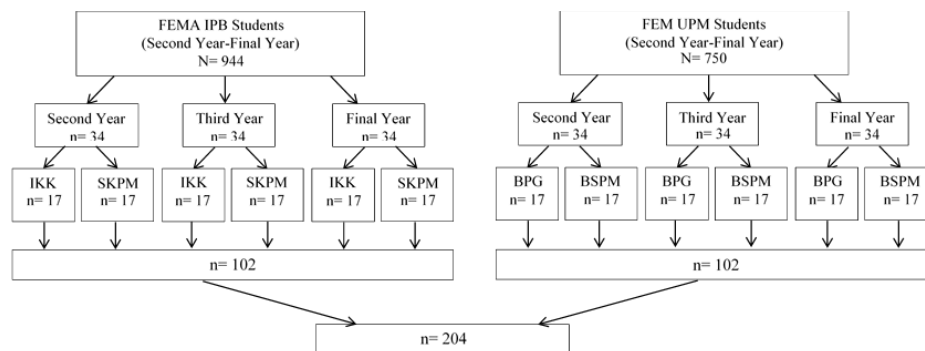 FEMA IPB Students
(Second Year-Final Year)
N= 944
FEM UPM Students
(Second Year-Final Year)
N= 750
Second Year
n= 34
Third Year
n= 34
Final Year
n= 34
Second Year
n= 34
Third Year
n= 34
Final Year
n= 34
IKK
n= 17
SKPM
n= 17
IKK
n= 17
SKPM
n= 17
IKK
n= 17
SKPM
n= 17
BPG
n= 17
BSPM
n= 17
BPG
n= 17
BSPM
n= 17
BPG
n= 17
BSPM
n= 17
n= 102
n= 102
n= 204